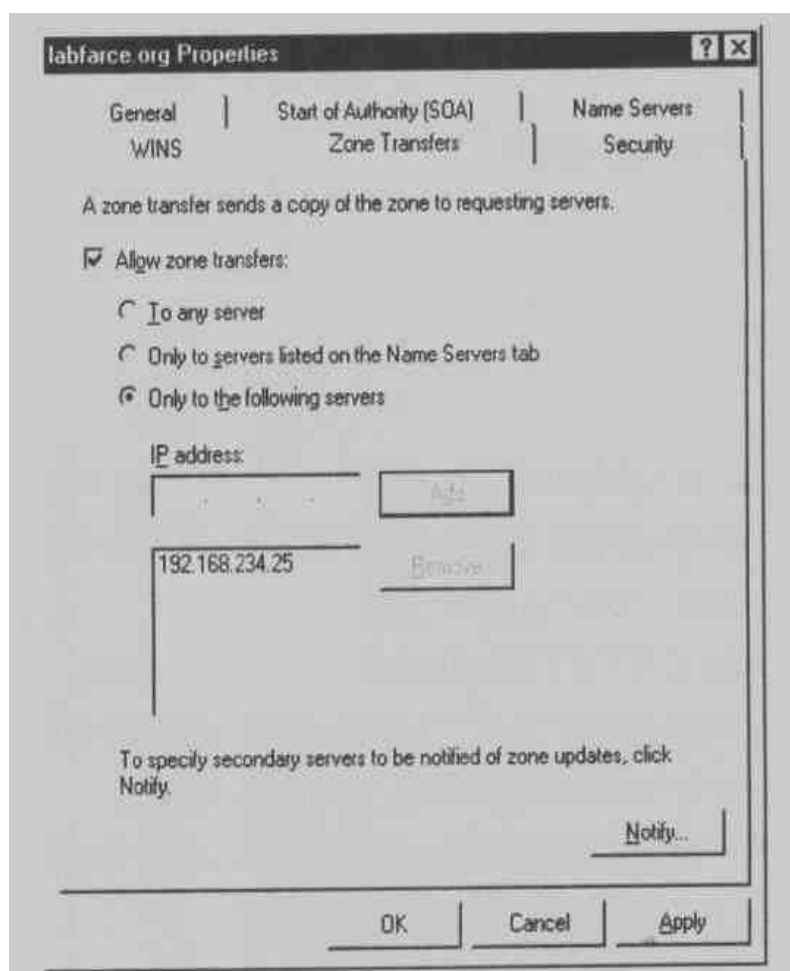 labfarce.org Properties
General Start of Authority (SOA) Name Servers
WINS Zone Transfers Security
A zone transfer sends a copy of the zone to requesting servers.
Allow zone transfers:
To any server
Only to servers listed on the Name Servers tab
Only to the following servers
IP address:
Add
192.168.234.25
Remove
To specify secondary servers to be notified of zone updates, click
Notify.
Notify...
OK Cancel Apply